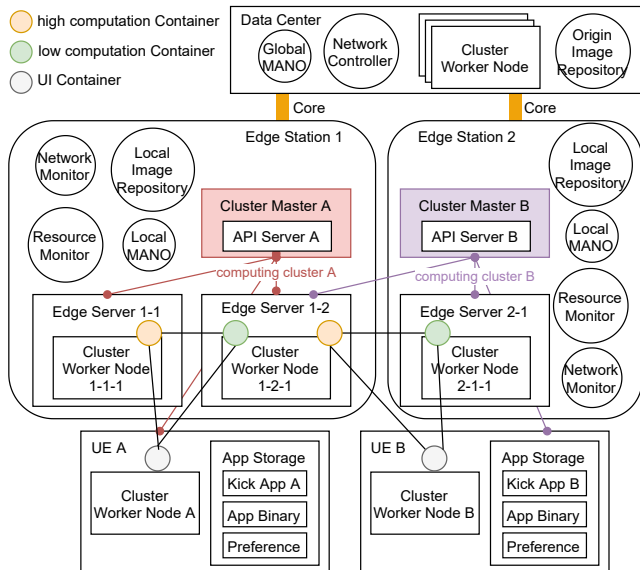 high computation Container
low computation Container
UI Container
Data Center
Global
MANO
Network
Controller
Cluster
Worker Node
Origin
Image
Repository
Core
Core
Edge Station 1
Network
Monitor
Local
Image
Repository
Resource
Monitor
Local
MANO
Cluster Master A
API Server A
computing cluster A
Edge Server 1-1
Cluster
Worker Node
1-1-1
Edge Server 1-2
Cluster
Worker Node
1-2-1
Edge Station 2
Local
Image
Repository
Cluster Master B
API Server B
Local
MANO
computing cluster B
Resource
Monitor
Edge Server 2-1
Cluster
Worker Node
2-1-1
Network
Monitor
UE A
Cluster
Worker Node A
App Storage
Kick App A
App Binary
Preference
UE B
Cluster
Worker Node B
App Storage
Kick App B
App Binary
Preference